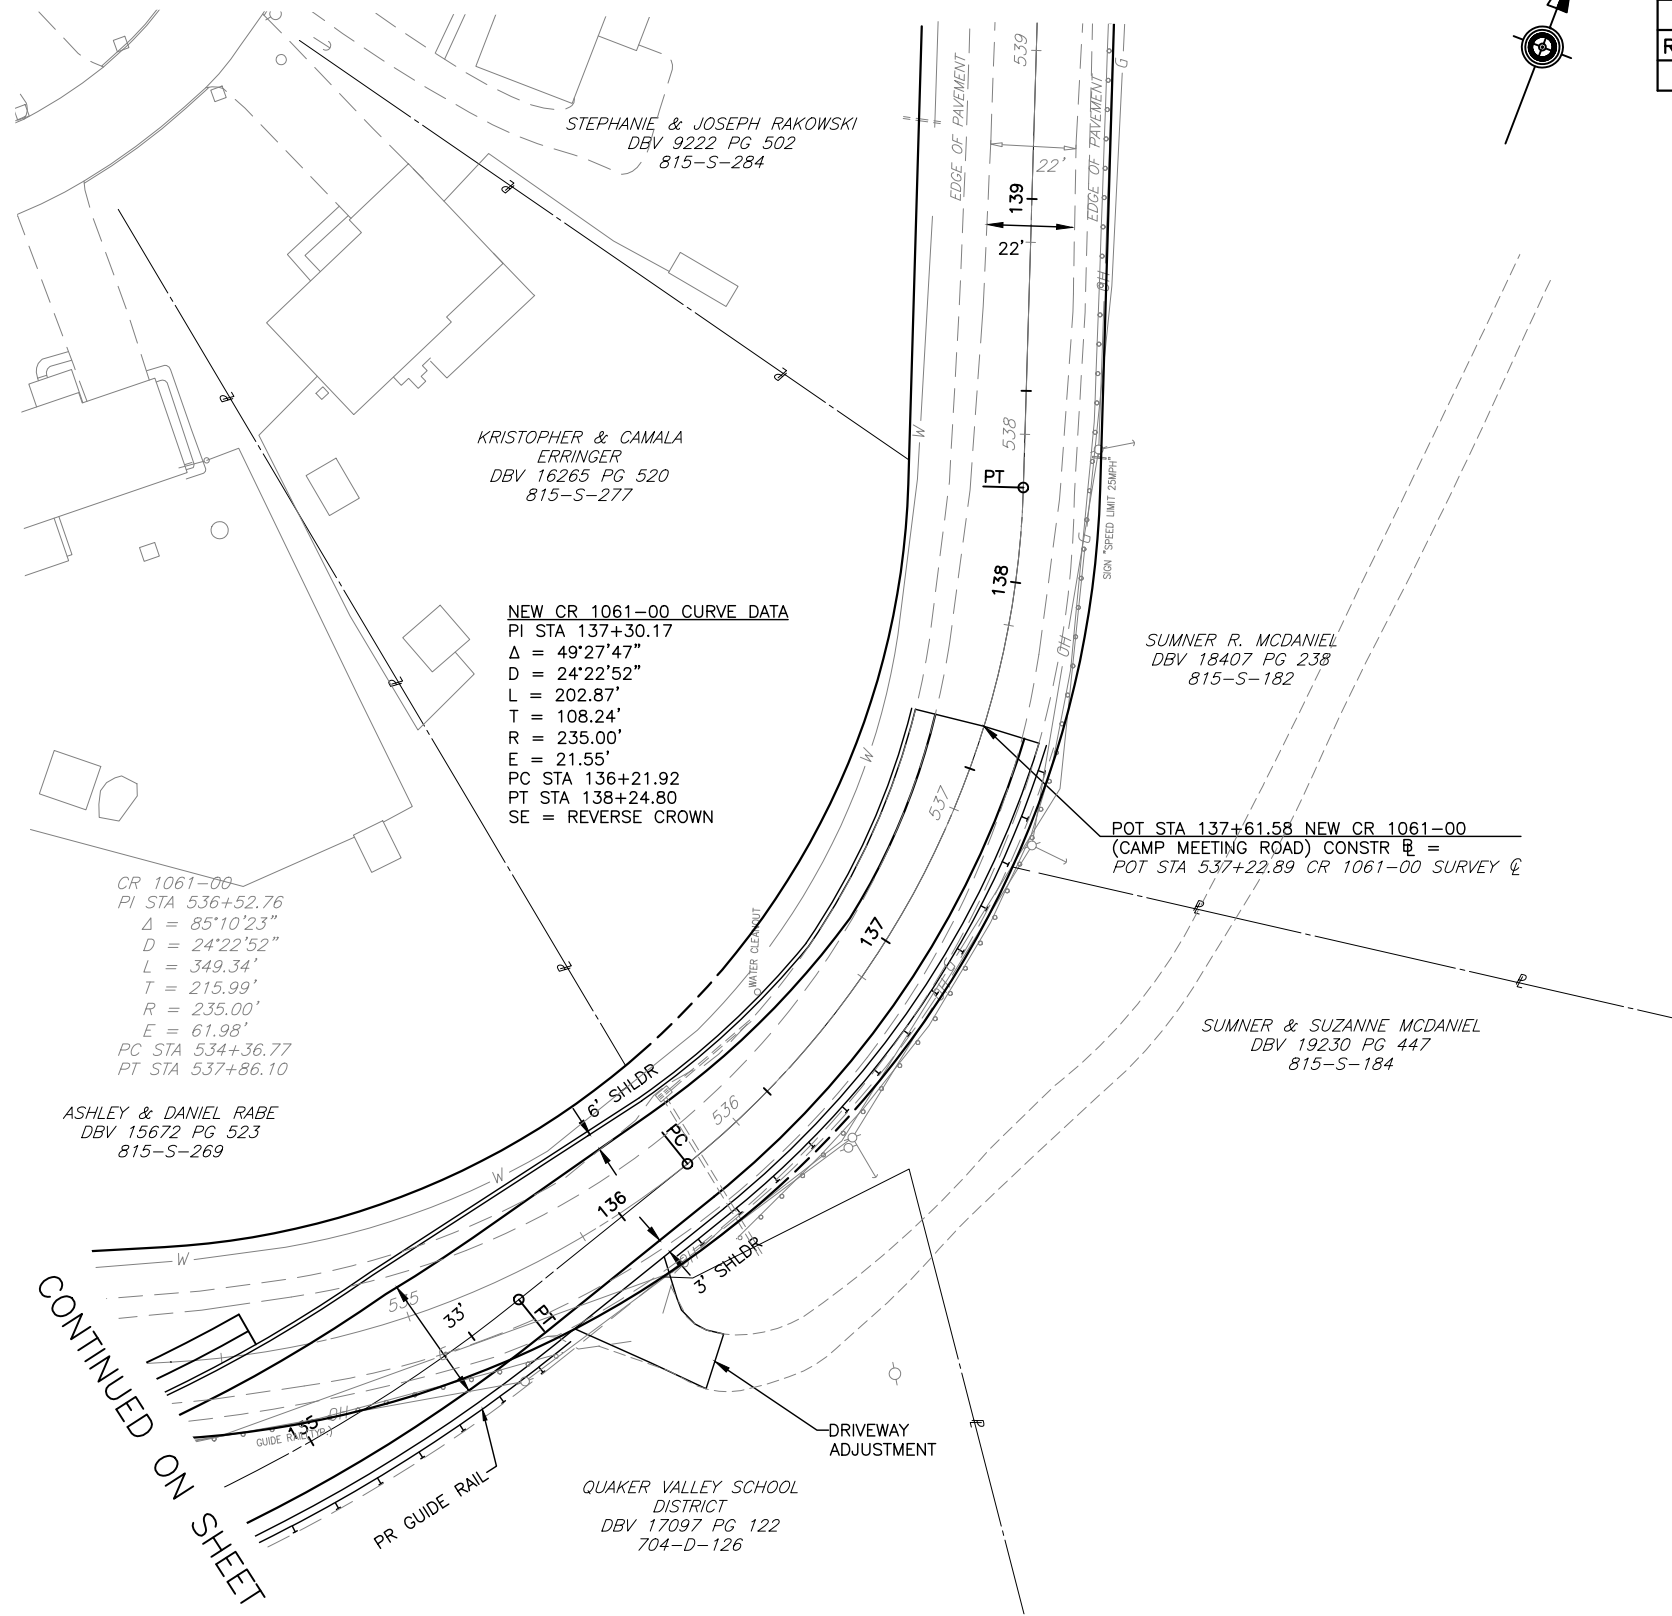 R
539
EDGE OF PAVEMENT
EDGE OF PAVEMENT
G
STEPHANIE & JOSEPH RAKOWSKI
DBV 9222 PG 502
815-S-284
22'
139
22'
OH
W
538
KRISTOPHER & CAMALA
ERRINGER
DBV 16265 PG 520
815-S-277
PT
G
SIGN "SPEED LIMIT 25MPH"
138
NEW CR 1061-00 CURVE DATA
PI STA 137+30.17
Δ = 49°27'47"
D = 24°22'52"
L = 202.87'
T = 108.24'
R = 235.00'
E = 21.55'
PC STA 136+21.92
PT STA 138+24.80
SE = REVERSE CROWN
OH
SUMNER R. MCDANIEL
DBV 18407 PG 238
815-S-182
W
537
POT STA 137+61.58 NEW CR 1061-00
(CAMP MEETING ROAD) CONSTR ℄ =
POT STA 537+22.89 CR 1061-00 SURVEY ℄
CR 1061-00
PI STA 536+52.76
Δ = 85°10'23"
D = 24°22'52"
L = 349.34'
T = 215.99'
R = 235.00'
E = 61.98'
PC STA 534+36.77
PT STA 537+86.10
137
WATER CLEANOUT
SUMNER & SUZANNE MCDANIEL
DBV 19230 PG 447
815-S-184
ASHLEY & DANIEL RABE
DBV 15672 PG 523
815-S-269
6' SHLDR
536
PC
W
136
W
OH
3' SHLDR
535
33'
PT
OH
135
GUIDE RAIL (TYP.)
DRIVEWAY
ADJUSTMENT
PR GUIDE RAIL
QUAKER VALLEY SCHOOL
DISTRICT
DBV 17097 PG 122
704-D-126
CONTINUED ON SHEET